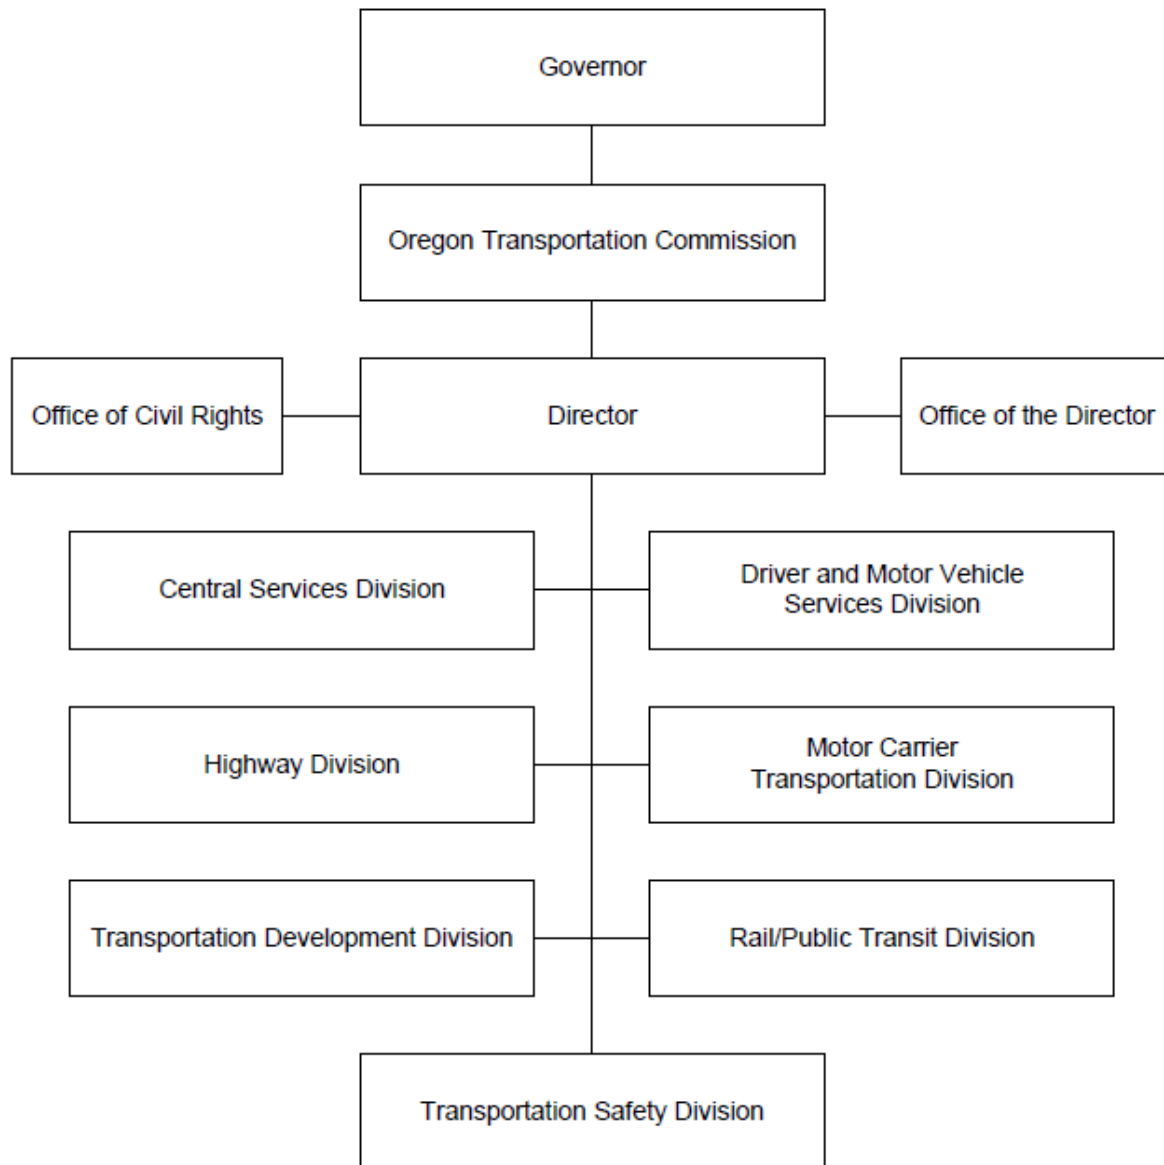 Governor
Oregon Transportation Commission
Office of Civil Rights
Director
Office of the Director
Central Services Division
Driver and Motor Vehicle
Services Division
Highway Division
Motor Carrier
Transportation Division
Transportation Development Division
Rail/Public Transit Division
Transportation Safety Division